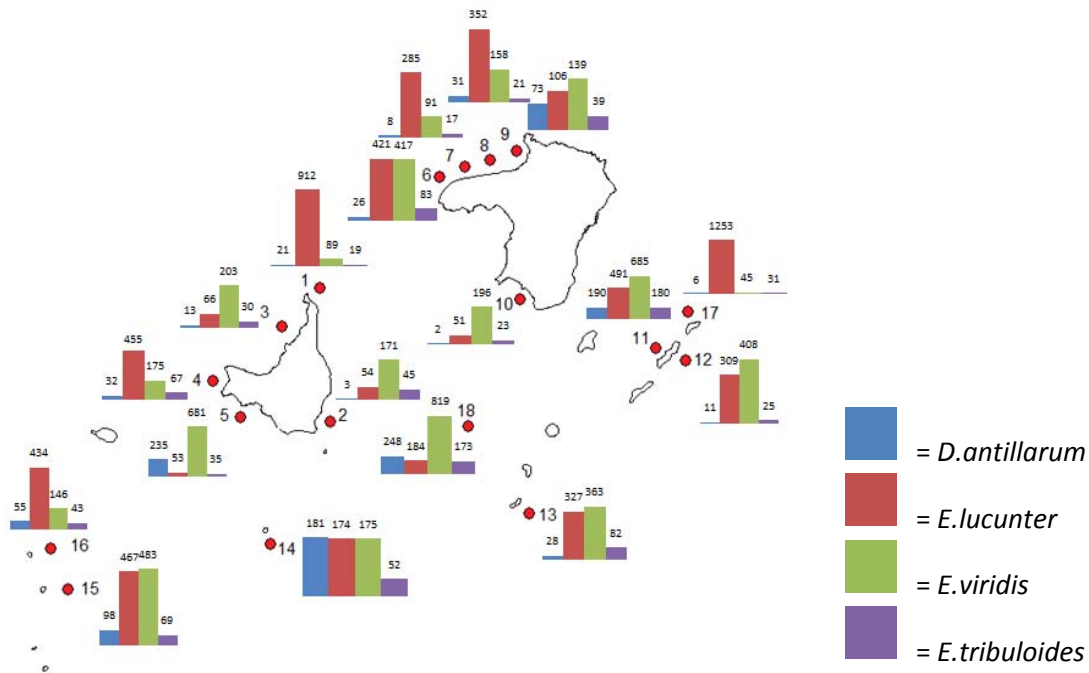 352
31 158 21
285
8 91 17
139
73 106 39
9
8
7
6
421 417
26 83
912
21 89 19
1
203
13 66 30
3
1253
6 45 31
17
685
190 491 180
11
12
196
2 51 23
10
408
11 309 25
455
32 175 67
4
171
3 54 45
2
5
681
235 53 35
819
248 184 173
18
434
55 146 43
16
15
467 483
98 69
14
181 174 175
52
13
327 363
28 82
= D.antillarum
= E.lucunter
= E.viridis
= E.tribuloides